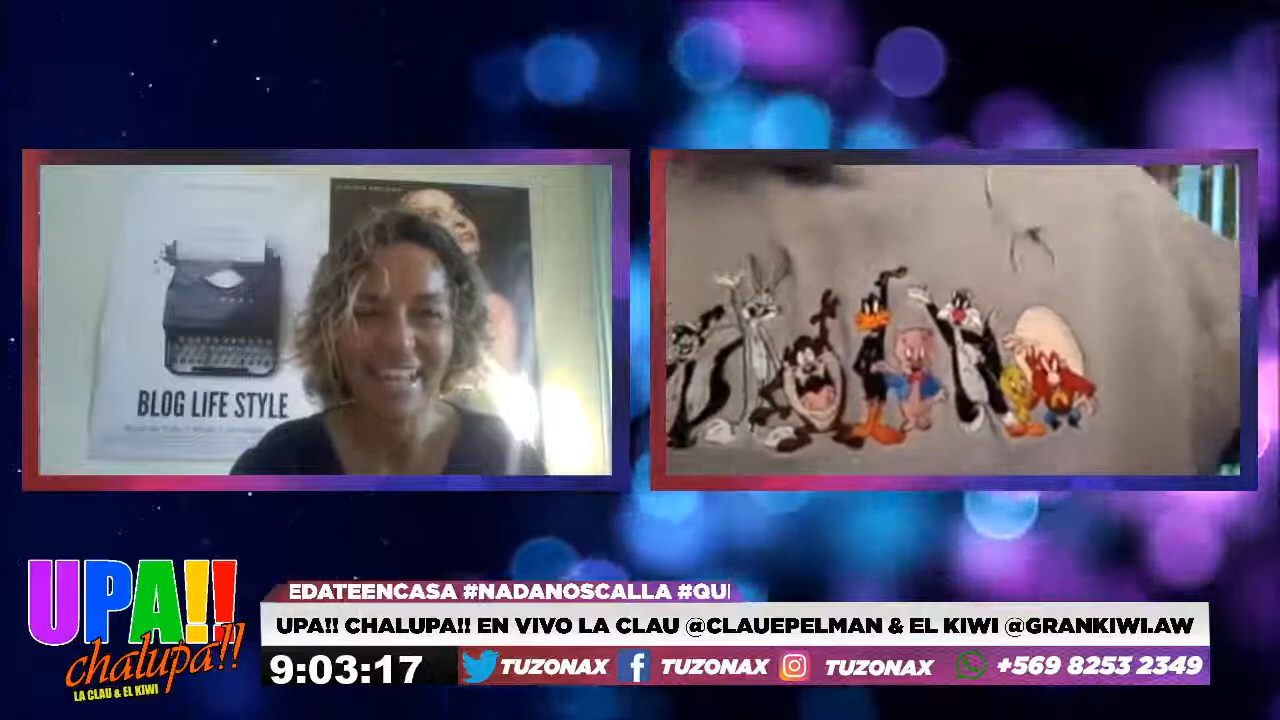 BLOG LIFE STYLE
UPA!!
chalupa!!
LA CLAU & EL KIWI
EDATEENCASA #NADANOSCALLA #QU
UPA!! CHALUPA!! EN VIVO LA CLAU @CLAUEPELMAN & EL KIWI @GRANKIWI.AW
9:03:17 TUZONAX TUZONAX TUZONAX +569 8253 2349